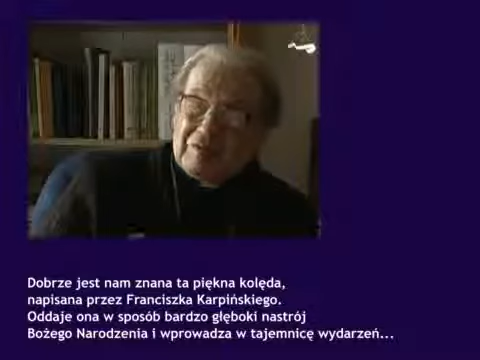 Dobrze jest nam znana ta piękna kolęda,
napisana przez Franciszka Karpińskiego.
Oddaje ona w sposób bardzo głęboki nastrój
Bożego Narodzenia i wprowadza w tajemnicę wydarzeń...